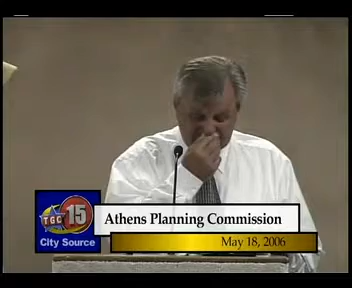 TGC 15
City Source
Athens Planning Commission
May 18, 2006